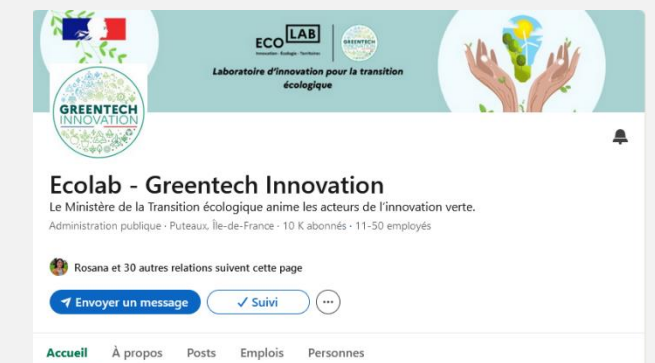 ECO LAB
Innovation · Écologie · Territoires
GREENTECH
Laboratoire d'innovation pour la transition
écologique
GREENTECH
INNOVATION
Ecolab - Greentech Innovation
Le Ministère de la Transition écologique anime les acteurs de l'innovation verte.
Administration publique · Puteaux, Île-de-France · 10 K abonnés · 11-50 employés
Rosana et 30 autres relations suivent cette page
Envoyer un message
Suivi
Accueil À propos Posts Emplois Personnes